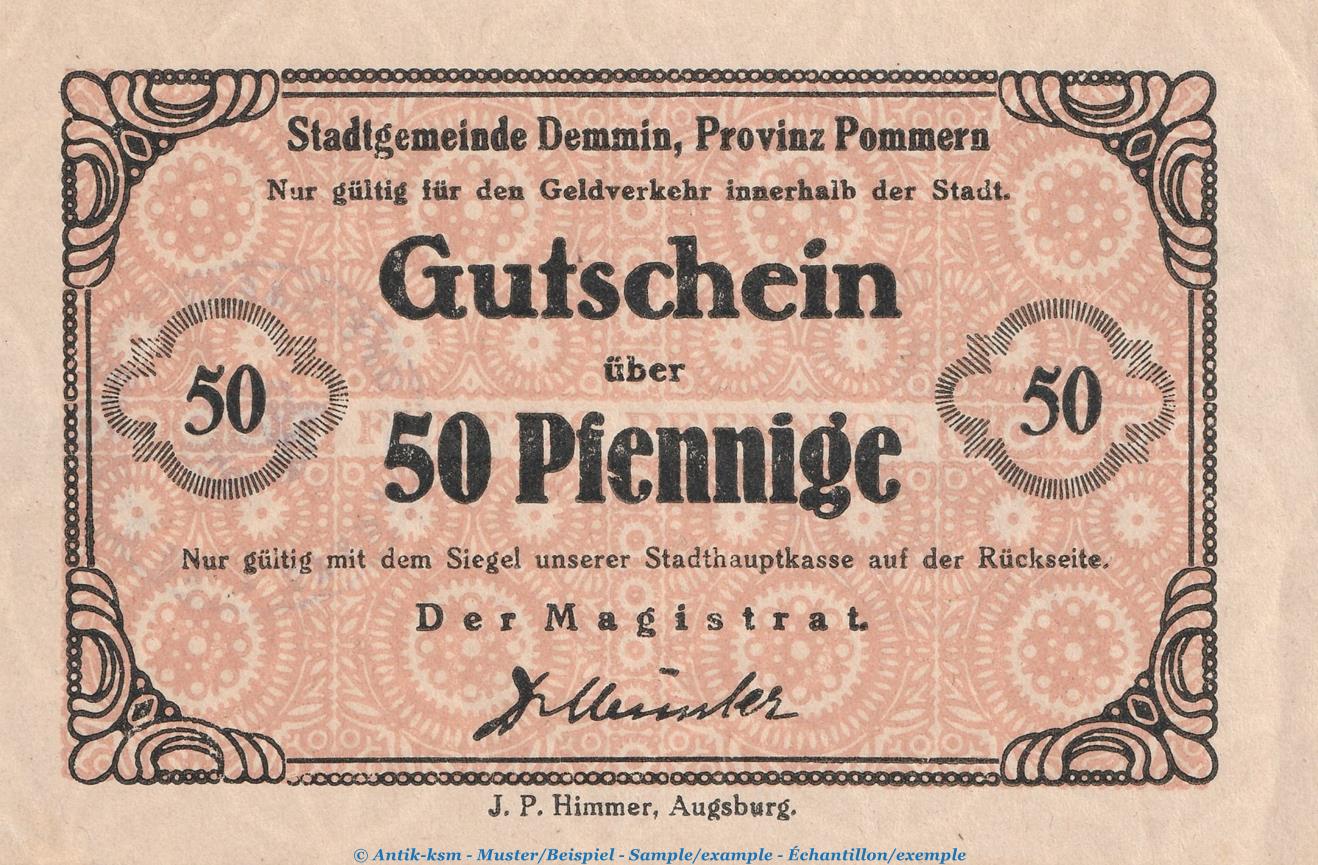 Stadtgemeinde Demmin, Provinz Pommern
Nur gültig für den Geldverkehr innerhalb der Stadt.
Gutschein
über
50 50 Pfennige 50
Nur gültig mit dem Siegel unserer Stadthauptkasse auf der Rückseite.
Der Magistrat.
J. P. Himmer, Augsburg.
© Antik-ksm - Muster/Beispiel - Sample/example - Échantillon/exemple